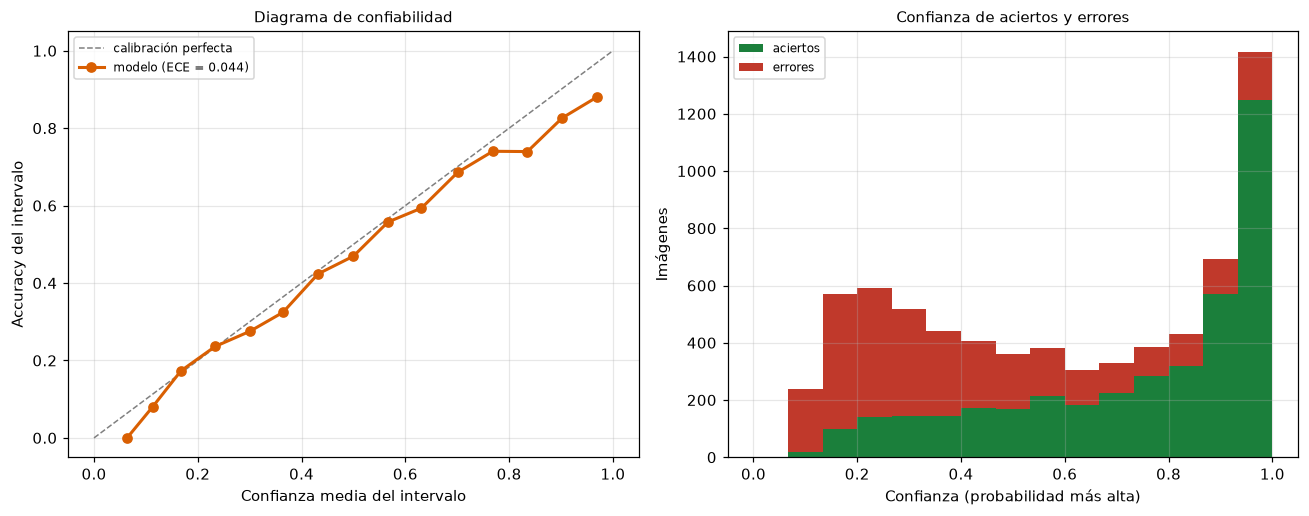 Diagrama de confiabilidad
calibración perfecta
modelo (ECE = 0.044)
1.0
0.8
0.6
0.4
0.2
0.0
Accuracy del intervalo
0.0 0.2 0.4 0.6 0.8 1.0
Confianza media del intervalo
Confianza de aciertos y errores
aciertos
errores
1400
1200
1000
800
600
400
200
0
Imágenes
0.0 0.2 0.4 0.6 0.8 1.0
Confianza (probabilidad más alta)